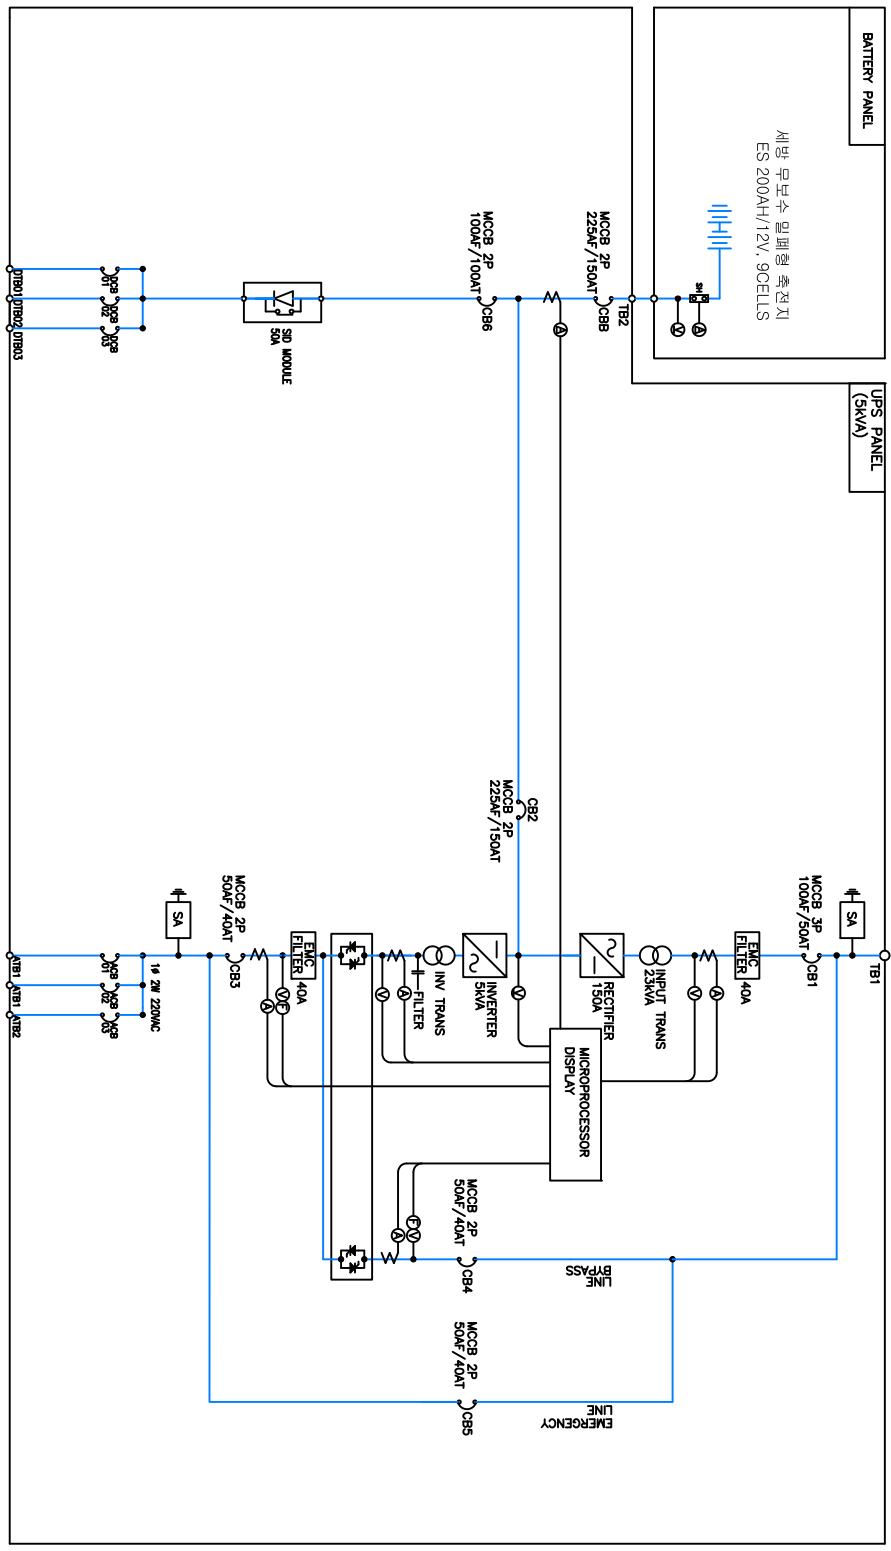 BATTERY PANEL
세방 무보수 밀폐형 축전지
ES 200AH/12V, 9CELLS
SH
A
V
TB2
CBB
MCCB 2P
225AF/150AT
A
CB6
MCCB 2P
100AF/100AT
SID MODULE
50A
DCB
01
DCB
02
DCB
03
DTB01
DTB02
DTB03
UPS PANEL
(5kVA)
TB1
SA
CB1
MCCB 3P
100AF/50AT
EMC
FILTER
40A
A
V
INPUT TRANS
23kVA
RECTIFIER
150A
MICROPROCESSOR
DISPLAY
CB2
MCCB 2P
225AF/150AT
V
INVERTER
5kVA
INV TRANS
FILTER
A
V
EMC
FILTER
40A
V
F
A
CB3
MCCB 2P
50AF/40AT
SA
1ϕ 2W 220VAC
ACB
01
ACB
02
ACB
03
ATB1
ATB1
ATB2
BYPASS
LINE
CB4
MCCB 2P
50AF/40AT
F
V
A
EMERGENCY
LINE
CB5
MCCB 2P
50AF/40AT